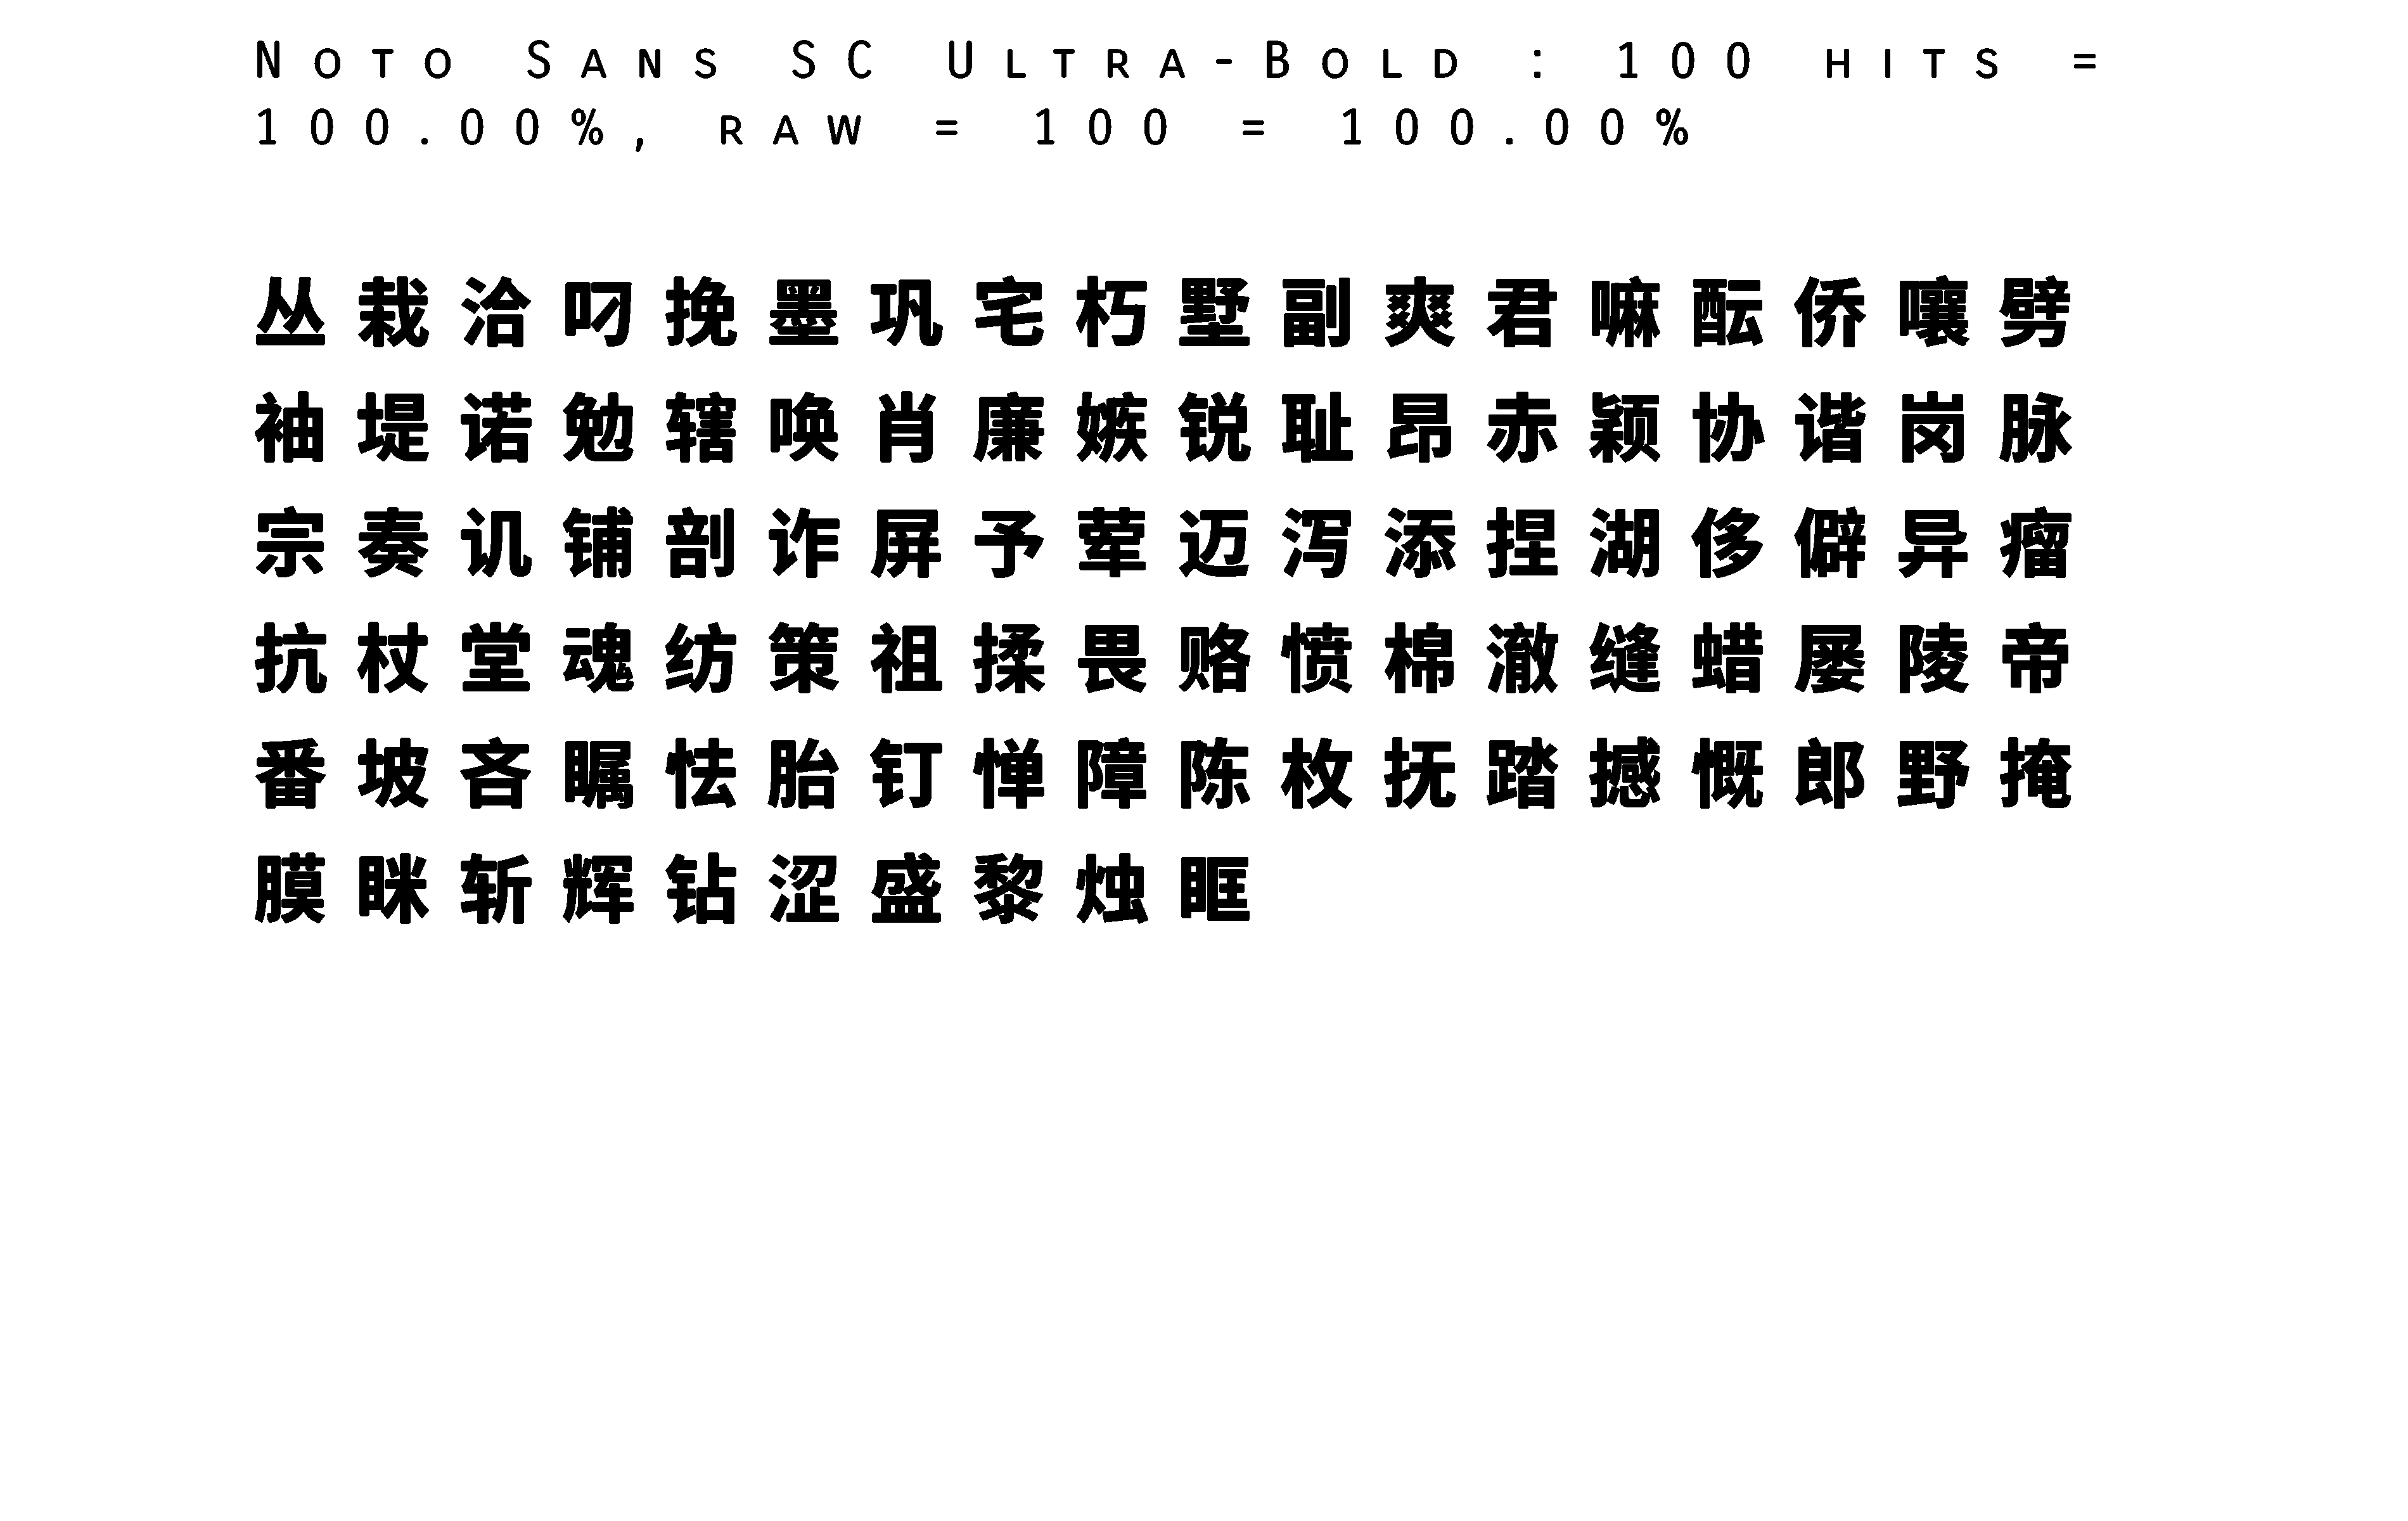 Noto Sans SC Ultra-Bold : 100 hits =
100.00%, raw = 100 = 100.00%
丛栽洽叼挽墨巩宅朽墅副爽君嘛酝侨嚷劈
袖堤诺勉辖唤肖廉嫉锐耻昂赤颖协谐岗脉
宗奏讥铺剖诈屏予荤迈泻添捏湖侈僻异瘤
抗杖堂魂纺策祖揉畏赂愤棉澈缝蜡屡陵帝
番坡吝瞩怯胎钉惮障陈枚抚踏撼慨郎野掩
膜眯斩辉钻涩盛黎烛眶